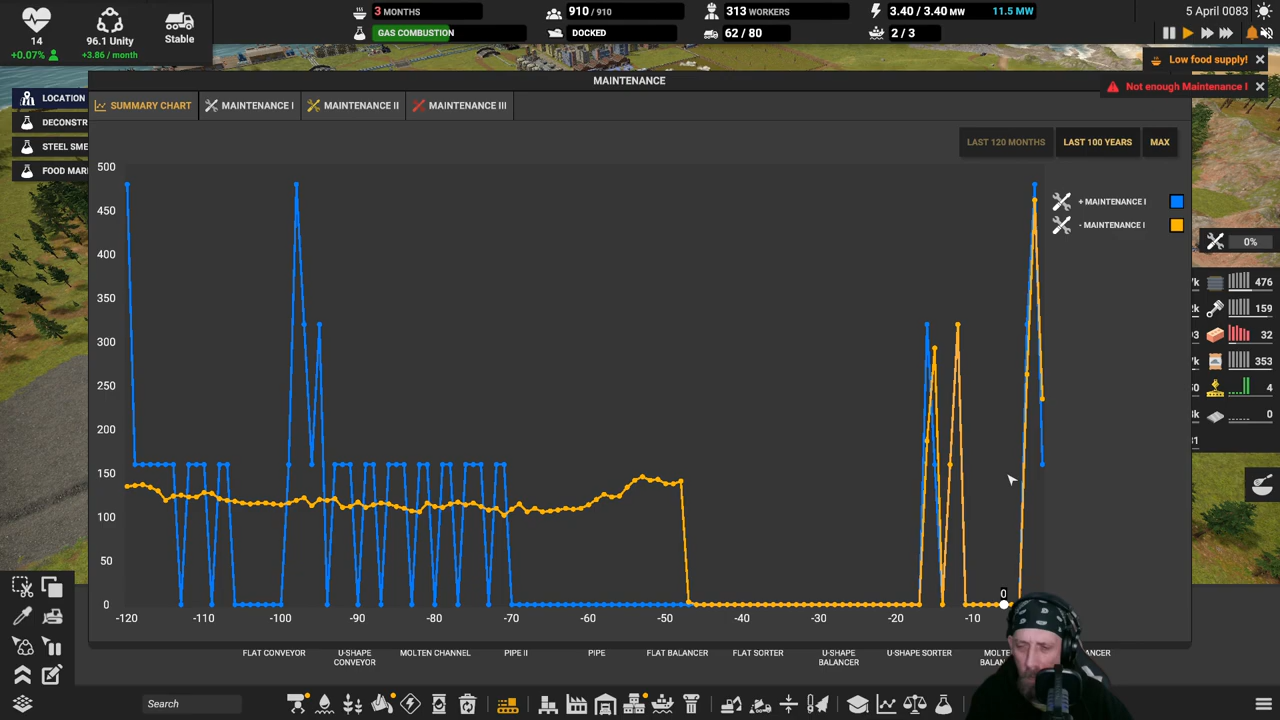 14
+0.07%
96.1 Unity
+3.86 / month
Stable
3 MONTHS
GAS COMBUSTION
910 / 910
DOCKED
313 WORKERS
62 / 80
3.40 / 3.40 MW
11.5 MW
2 / 3
5 April 0083
Low food supply!
Not enough Maintenance I
LOCATION
DECONSTR
STEEL SME
FOOD MAR
MAINTENANCE
SUMMARY CHART
MAINTENANCE I
MAINTENANCE II
MAINTENANCE III
LAST 120 MONTHS
LAST 100 YEARS
MAX
+ MAINTENANCE I
- MAINTENANCE I
500
450
400
350
300
250
200
150
100
50
0
-120
-110
-100
-90
-80
-70
-60
-50
-40
-30
-20
-10
0
0%
476
159
32
353
4
0
FLAT CONVEYOR
U-SHAPE CONVEYOR
MOLTEN CHANNEL
PIPE II
PIPE
FLAT BALANCER
FLAT SORTER
U-SHAPE BALANCER
U-SHAPE SORTER
Search